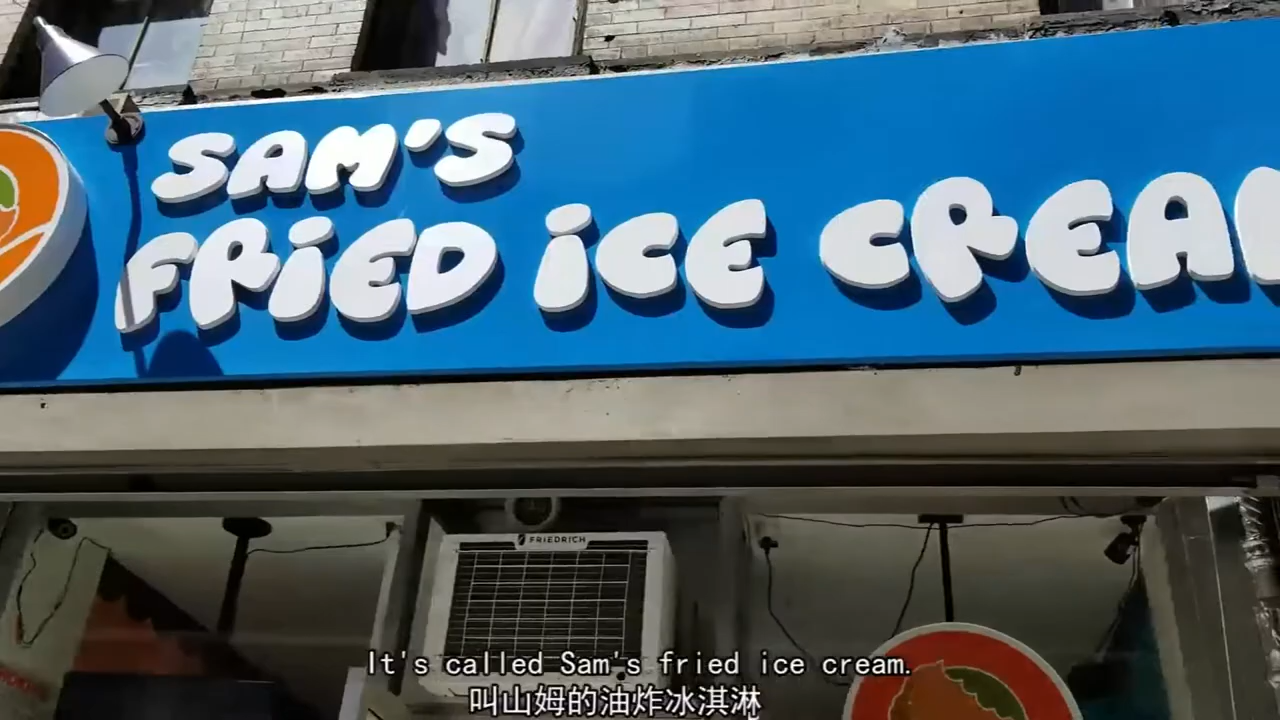 SAM'S
FRiED iCE CREAM
FRIEDRICH
It's called Sam's fried ice cream.
叫山姆的油炸冰淇淋